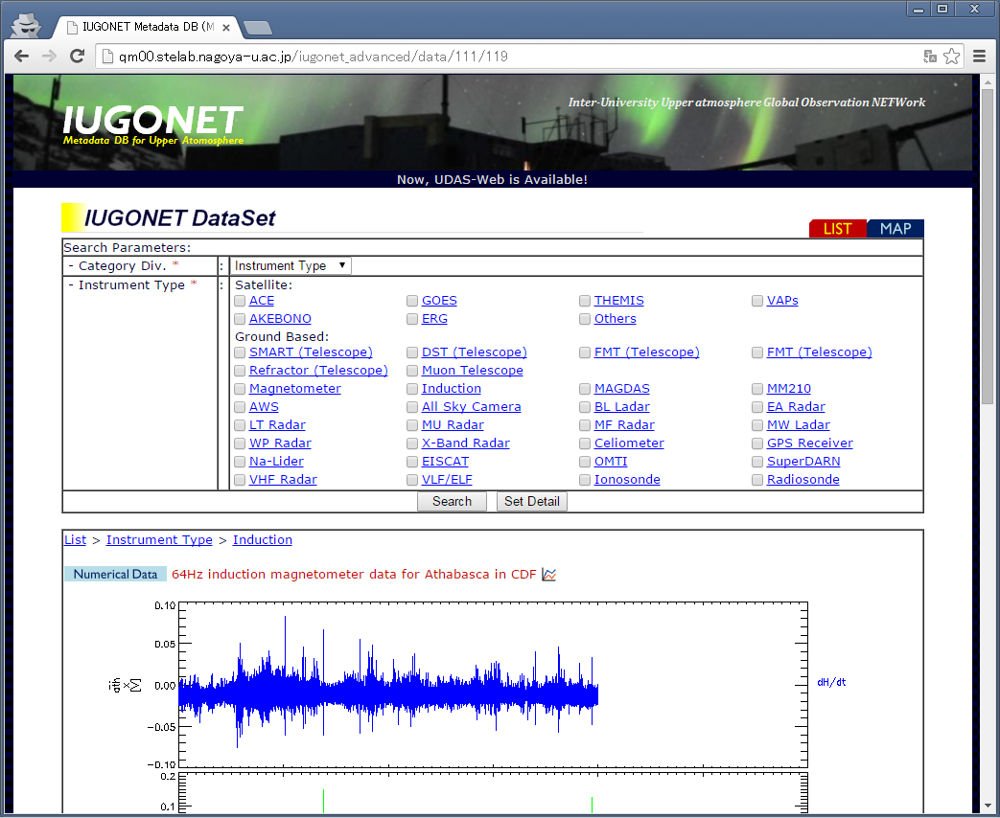 IUGONET Metadata DB (M
qm00.stelab.nagoya-u.ac.jp/iugonet_advanced/data/111/119
Inter-University Upper atmosphere Global Observation NETWork
IUGONET
Metadata DB for Upper Atomosphere
Now, UDAS-Web is Available!
IUGONET DataSet
LIST MAP
Search Parameters:
- Category Div. * : Instrument Type
- Instrument Type * : Satellite:
ACE GOES THEMIS VAPs
AKEBONO ERG Others
Ground Based:
SMART (Telescope) DST (Telescope) FMT (Telescope) FMT (Telescope)
Refractor (Telescope) Muon Telescope
Magnetometer Induction MAGDAS MM210
AWS All Sky Camera BL Ladar EA Radar
LT Radar MU Radar MF Radar MW Ladar
WP Radar X-Band Radar Celiometer GPS Receiver
Na-Lider EISCAT OMTI SuperDARN
VHF Radar VLF/ELF Ionosonde Radiosonde
Search Set Detail
List > Instrument Type > Induction
Numerical Data 64Hz induction magnetometer data for Athabasca in CDF
0.10
0.05
0.00
-0.05
-0.10
ath
x
[V]
dH/dt
0.2
0.1